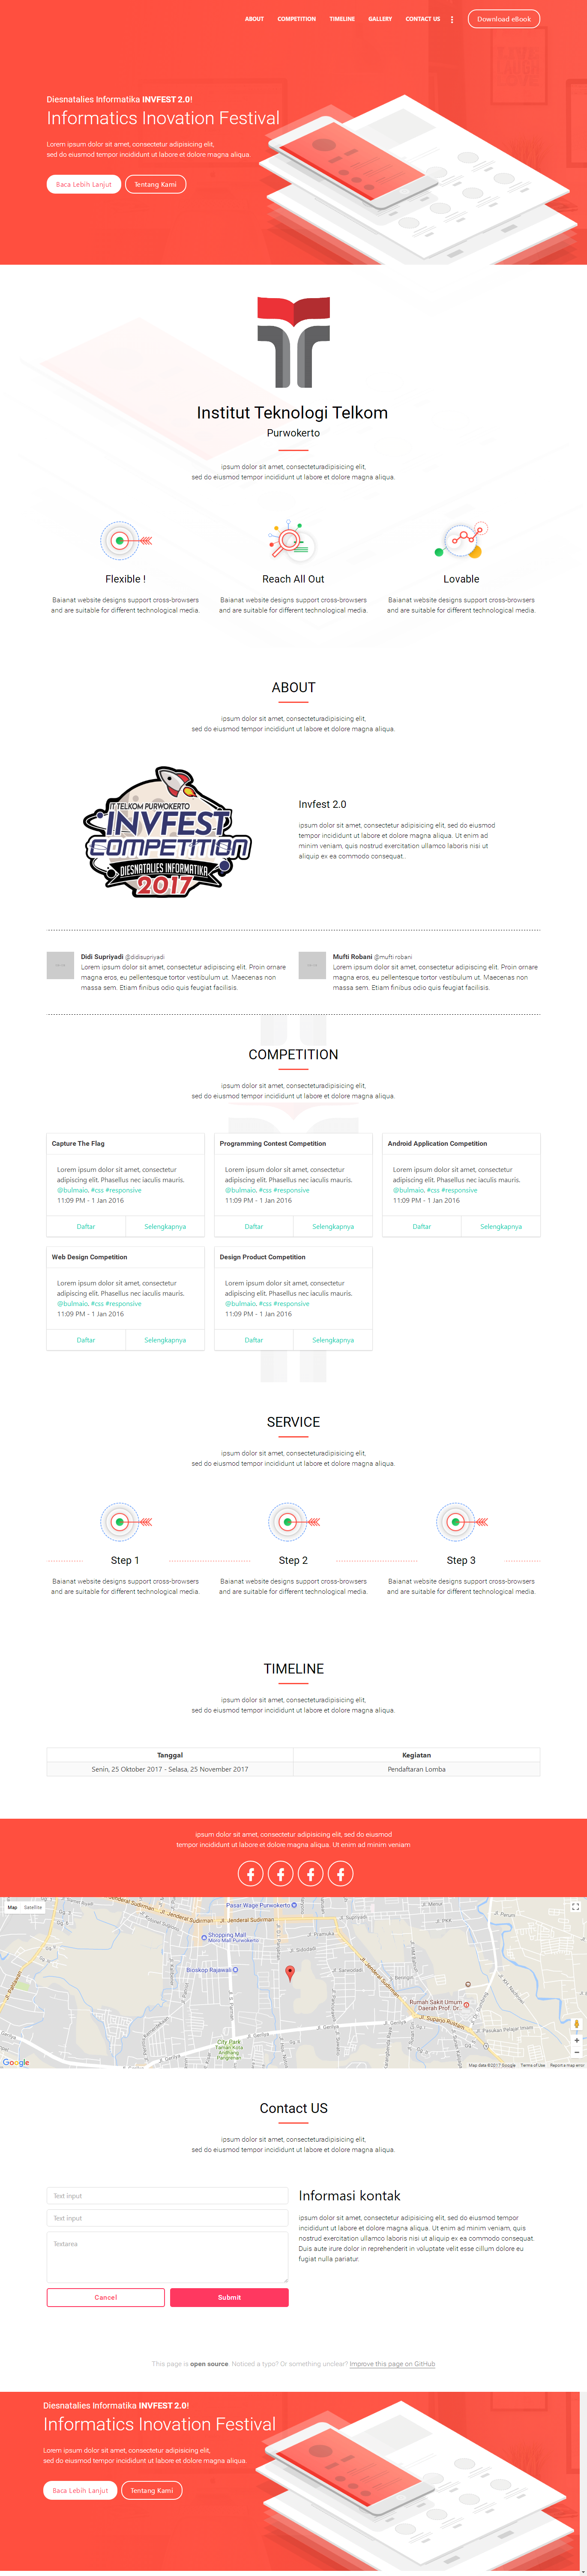 ABOUT COMPETITION TIMELINE GALLERY CONTACT US Download eBook
Diesnatalies Informatika INVFEST 2.0!
Informatics Inovation Festival
Lorem ipsum dolor sit amet, consectetur adipisicing elit,
sed do eiusmod tempor incididunt ut labore et dolore magna aliqua.
Baca Lebih Lanjut Tentang Kami
Institut Teknologi Telkom
Purwokerto
ipsum dolor sit amet, consecteturadipisicing elit,
sed do eiusmod tempor incididunt ut labore et dolore magna aliqua.
Flexible ! Reach All Out Lovable
Baianat website designs support cross-browsers
and are suitable for different technological media.
Baianat website designs support cross-browsers
and are suitable for different technological media.
Baianat website designs support cross-browsers
and are suitable for different technological media.
ABOUT
ipsum dolor sit amet, consecteturadipisicing elit,
sed do eiusmod tempor incididunt ut labore et dolore magna aliqua.
IT TELKOM PURWOKERTO
INVFEST
COMPETITION
DIESNATALIES INFORMATIKA
2017
Invfest 2.0
ipsum dolor sit amet, consectetur adipisicing elit, sed do eiusmod
tempor incididunt ut labore et dolore magna aliqua. Ut enim ad
minim veniam, quis nostrud exercitation ullamco laboris nisi ut
aliquip ex ea commodo consequat..
Didi Supriyadi @didisupriyadi
Lorem ipsum dolor sit amet, consectetur adipiscing elit. Proin ornare
magna eros, eu pellentesque tortor vestibulum ut. Maecenas non
massa sem. Etiam finibus odio quis feugiat facilisis.
Mufti Robani @mufti robani
Lorem ipsum dolor sit amet, consectetur adipiscing elit. Proin ornare
magna eros, eu pellentesque tortor vestibulum ut. Maecenas non
massa sem. Etiam finibus odio quis feugiat facilisis.
COMPETITION
ipsum dolor sit amet, consecteturadipisicing elit,
sed do eiusmod tempor incididunt ut labore et dolore magna aliqua.
Capture The Flag
Lorem ipsum dolor sit amet, consectetur
adipiscing elit. Phasellus nec iaculis mauris.
@bulmaio. #css #responsive
11:09 PM - 1 Jan 2016
Daftar Selengkapnya
Programming Contest Competition
Lorem ipsum dolor sit amet, consectetur
adipiscing elit. Phasellus nec iaculis mauris.
@bulmaio. #css #responsive
11:09 PM - 1 Jan 2016
Daftar Selengkapnya
Android Application Competition
Lorem ipsum dolor sit amet, consectetur
adipiscing elit. Phasellus nec iaculis mauris.
@bulmaio. #css #responsive
11:09 PM - 1 Jan 2016
Daftar Selengkapnya
Web Design Competition
Lorem ipsum dolor sit amet, consectetur
adipiscing elit. Phasellus nec iaculis mauris.
@bulmaio. #css #responsive
11:09 PM - 1 Jan 2016
Daftar Selengkapnya
Design Product Competition
Lorem ipsum dolor sit amet, consectetur
adipiscing elit. Phasellus nec iaculis mauris.
@bulmaio. #css #responsive
11:09 PM - 1 Jan 2016
Daftar Selengkapnya
SERVICE
ipsum dolor sit amet, consecteturadipisicing elit,
sed do eiusmod tempor incididunt ut labore et dolore magna aliqua.
Step 1 Step 2 Step 3
Baianat website designs support cross-browsers
and are suitable for different technological media.
Baianat website designs support cross-browsers
and are suitable for different technological media.
Baianat website designs support cross-browsers
and are suitable for different technological media.
TIMELINE
ipsum dolor sit amet, consecteturadipisicing elit,
sed do eiusmod tempor incididunt ut labore et dolore magna aliqua.
Tanggal Kegiatan
Senin, 25 Oktober 2017 - Selasa, 25 November 2017 Pendaftaran Lomba
ipsum dolor sit amet, consectetur adipisicing elit, sed do eiusmod
tempor incididunt ut labore et dolore magna aliqua. Ut enim ad minim veniam
Map Satellite
Pasar Wage Purwokerto
Jl. Jenderal Sudirman
Shopping Mall
Moro Mall Purwokerto
Bioskop Rajawali
Rumah Sakit Umum
Daerah Prof. Dr.
City Park
Taman Kota
Andhang
Pangrenan
Google
Map data ©2017 Google Terms of Use Report a map error
Contact US
ipsum dolor sit amet, consecteturadipisicing elit,
sed do eiusmod tempor incididunt ut labore et dolore magna aliqua.
Text input
Text input
Textarea
Cancel Submit
Informasi kontak
ipsum dolor sit amet, consectetur adipisicing elit, sed do eiusmod tempor
incididunt ut labore et dolore magna aliqua. Ut enim ad minim veniam, quis
nostrud exercitation ullamco laboris nisi ut aliquip ex ea commodo consequat.
Duis aute irure dolor in reprehenderit in voluptate velit esse cillum dolore eu
fugiat nulla pariatur.
This page is open source. Noticed a typo? Or something unclear? Improve this page on GitHub
Diesnatalies Informatika INVFEST 2.0!
Informatics Inovation Festival
Lorem ipsum dolor sit amet, consectetur adipisicing elit,
sed do eiusmod tempor incididunt ut labore et dolore magna aliqua.
Baca Lebih Lanjut Tentang Kami